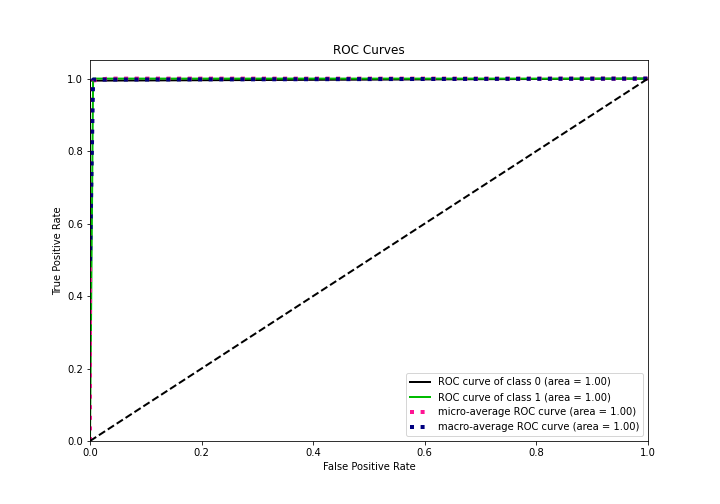 ROC Curves
True Positive Rate
1.0
0.8
0.6
0.4
0.2
0.0
0.0 0.2 0.4 0.6 0.8 1.0
False Positive Rate
ROC curve of class 0 (area = 1.00)
ROC curve of class 1 (area = 1.00)
micro-average ROC curve (area = 1.00)
macro-average ROC curve (area = 1.00)